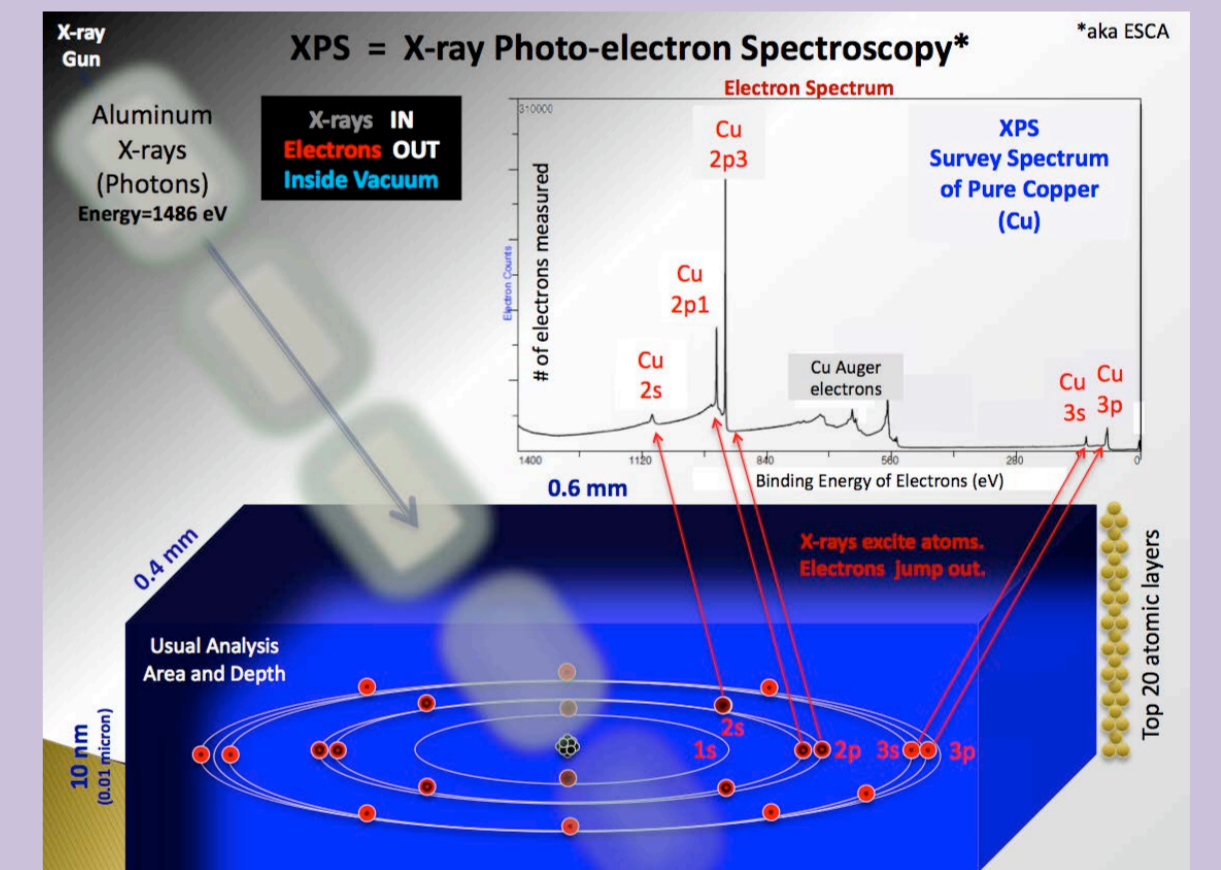 X-ray
Gun
XPS = X-ray Photo-electron Spectroscopy*
*aka ESCA
Aluminum
X-rays
(Photons)
Energy=1486 eV
X-rays IN
Electrons OUT
Inside Vacuum
Electron Spectrum
310000
# of electrons measured
Electron Counts
Cu
2p3
XPS
Survey Spectrum
of Pure Copper
(Cu)
Cu
2p1
Cu
2s
Cu Auger
electrons
Cu
3s
Cu
3p
1400
1120
840
560
280
0
Binding Energy of Electrons (eV)
0.6 mm
0.4 mm
X-rays excite atoms.
Electrons jump out.
Top 20 atomic layers
Usual Analysis
Area and Depth
10 nm
(0.01 micron)
1s
2s
2p
3s
3p